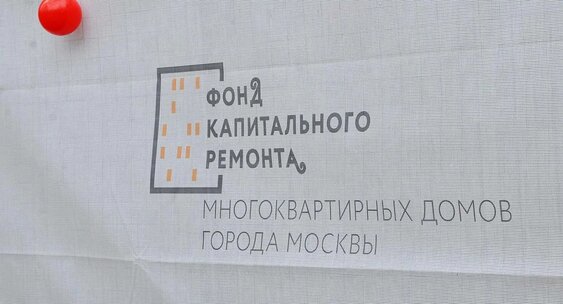 ФОНД
КАПИТАЛЬНОГО
РЕМОНТА
МНОГОКВАРТИРНЫХ ДОМОВ
ГОРОДА МОСКВЫ